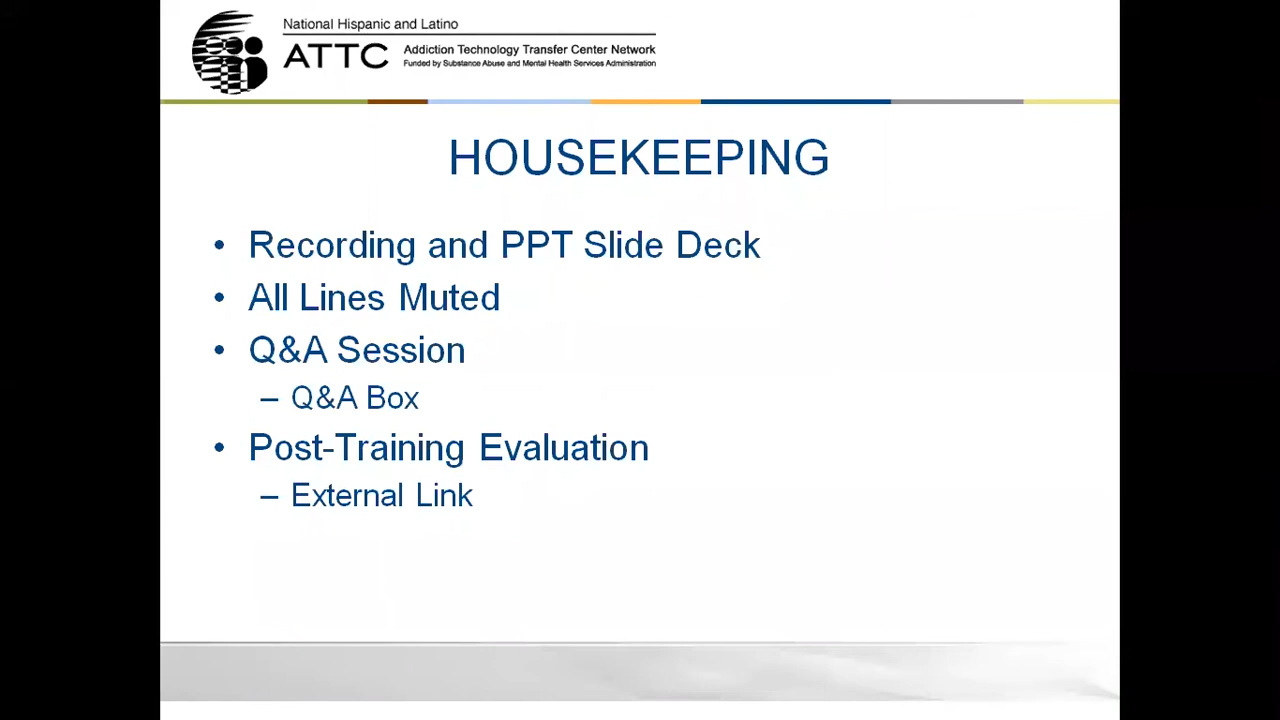 National Hispanic and Latino
ATTC Addiction Technology Transfer Center Network
Funded by Substance Abuse and Mental Health Services Administration
HOUSEKEEPING
• Recording and PPT Slide Deck
• All Lines Muted
• Q&A Session
– Q&A Box
• Post-Training Evaluation
– External Link